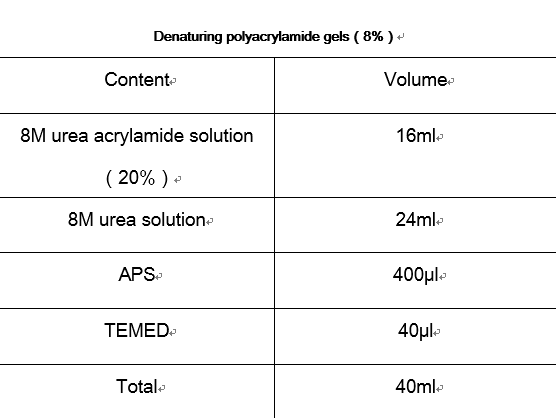 Denaturing polyacrylamide gels ( 8% )
Content Volume
8M urea acrylamide solution 16ml
( 20% )
8M urea solution 24ml
APS 400μl
TEMED 40μl
Total 40ml